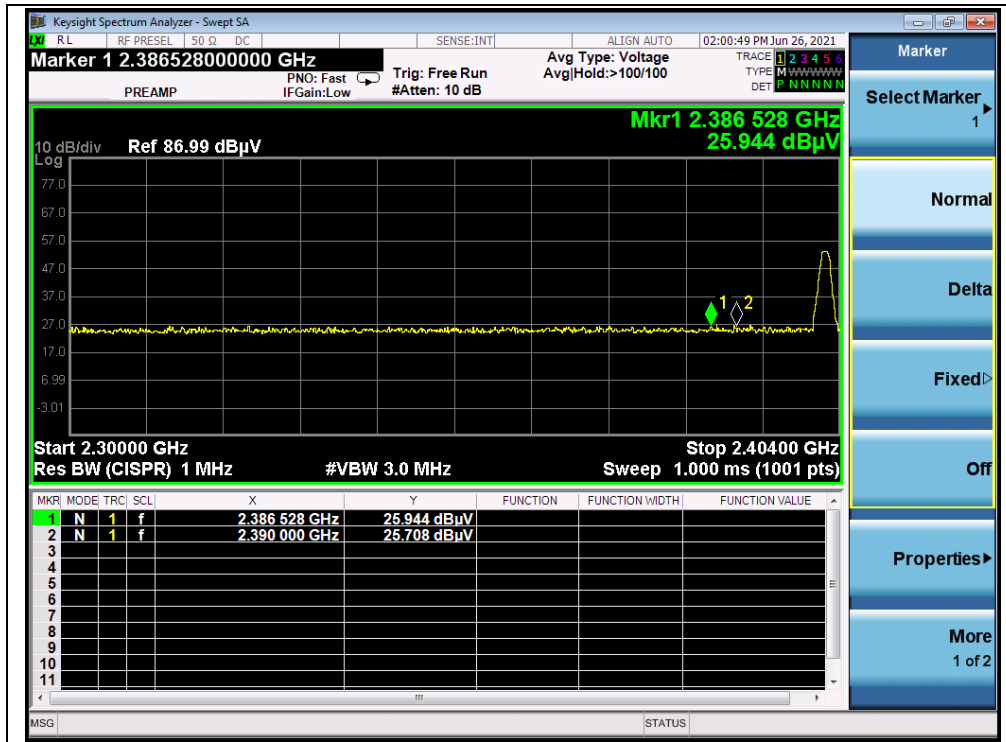 Keysight Spectrum Analyzer - Swept SA
LXI RL RF PRESEL 50 Ω DC SENSE:INT ALIGN AUTO 02:00:49 PM Jun 26, 2021
Marker 1 2.386528000000 GHz
PREAMP
PNO: Fast
IFGain:Low
Trig: Free Run
#Atten: 10 dB
Avg Type: Voltage
Avg|Hold:>100/100
TRACE 1 2 3 4 5 6
TYPE M WWWWW
DET P N N N N N
Mkr1 2.386 528 GHz
25.944 dBµV
10 dB/div Ref 86.99 dBµV
Log
77.0
67.0
57.0
47.0
37.0
27.0
17.0
6.99
-3.01
1 2
Start 2.30000 GHz Stop 2.40400 GHz
Res BW (CISPR) 1 MHz #VBW 3.0 MHz Sweep 1.000 ms (1001 pts)
MKR MODE TRC SCL X Y FUNCTION FUNCTION WIDTH FUNCTION VALUE
1 N 1 f 2.386 528 GHz 25.944 dBµV
2 N 1 f 2.390 000 GHz 25.708 dBµV
3
4
5
6
7
8
9
10
11
MSG STATUS
Marker
Select Marker
1
Normal
Delta
Fixed
Off
Properties
More
1 of 2